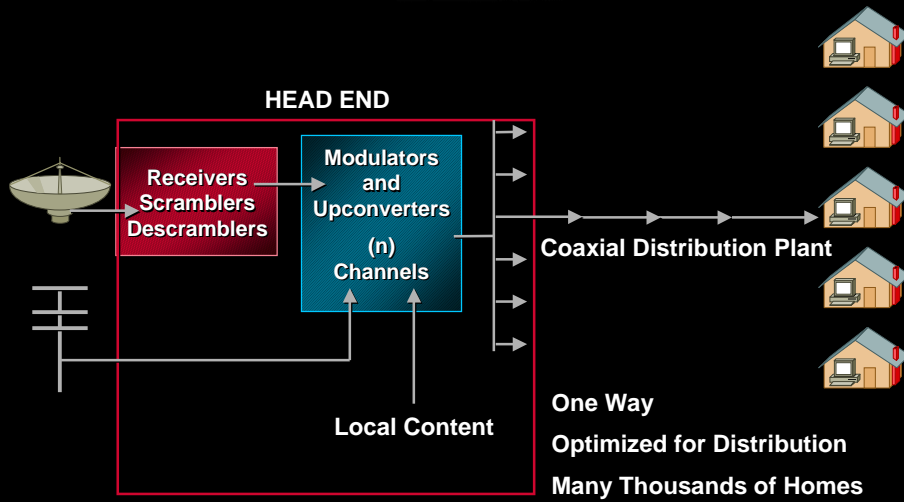 HEAD END
Receivers
Scramblers
Descramblers
Modulators
and
Upconverters
(n)
Channels
Coaxial Distribution Plant
Local Content
One Way
Optimized for Distribution
Many Thousands of Homes